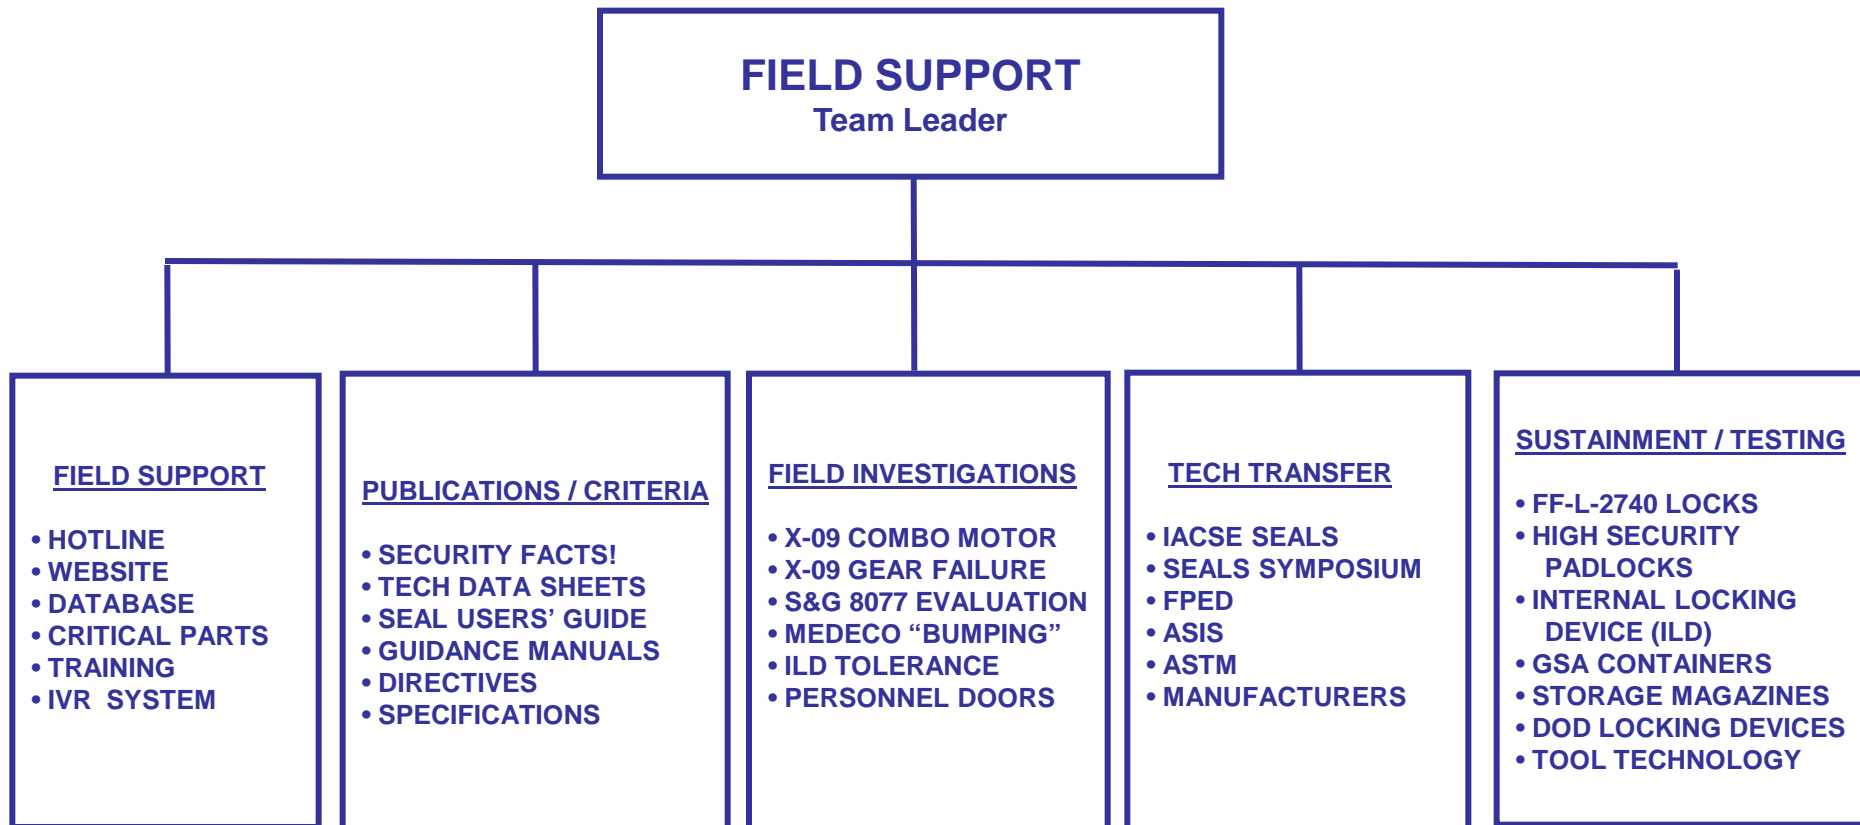 FIELD SUPPORT
Team Leader
FIELD SUPPORT
• HOTLINE
• WEBSITE
• DATABASE
• CRITICAL PARTS
• TRAINING
• IVR SYSTEM
PUBLICATIONS / CRITERIA
• SECURITY FACTS!
• TECH DATA SHEETS
• SEAL USERS’ GUIDE
• GUIDANCE MANUALS
• DIRECTIVES
• SPECIFICATIONS
FIELD INVESTIGATIONS
• X-09 COMBO MOTOR
• X-09 GEAR FAILURE
• S&G 8077 EVALUATION
• MEDECO “BUMPING”
• ILD TOLERANCE
• PERSONNEL DOORS
TECH TRANSFER
• IACSE SEALS
• SEALS SYMPOSIUM
• FPED
• ASIS
• ASTM
• MANUFACTURERS
SUSTAINMENT / TESTING
• FF-L-2740 LOCKS
• HIGH SECURITY
PADLOCKS
• INTERNAL LOCKING
DEVICE (ILD)
• GSA CONTAINERS
• STORAGE MAGAZINES
• DOD LOCKING DEVICES
• TOOL TECHNOLOGY